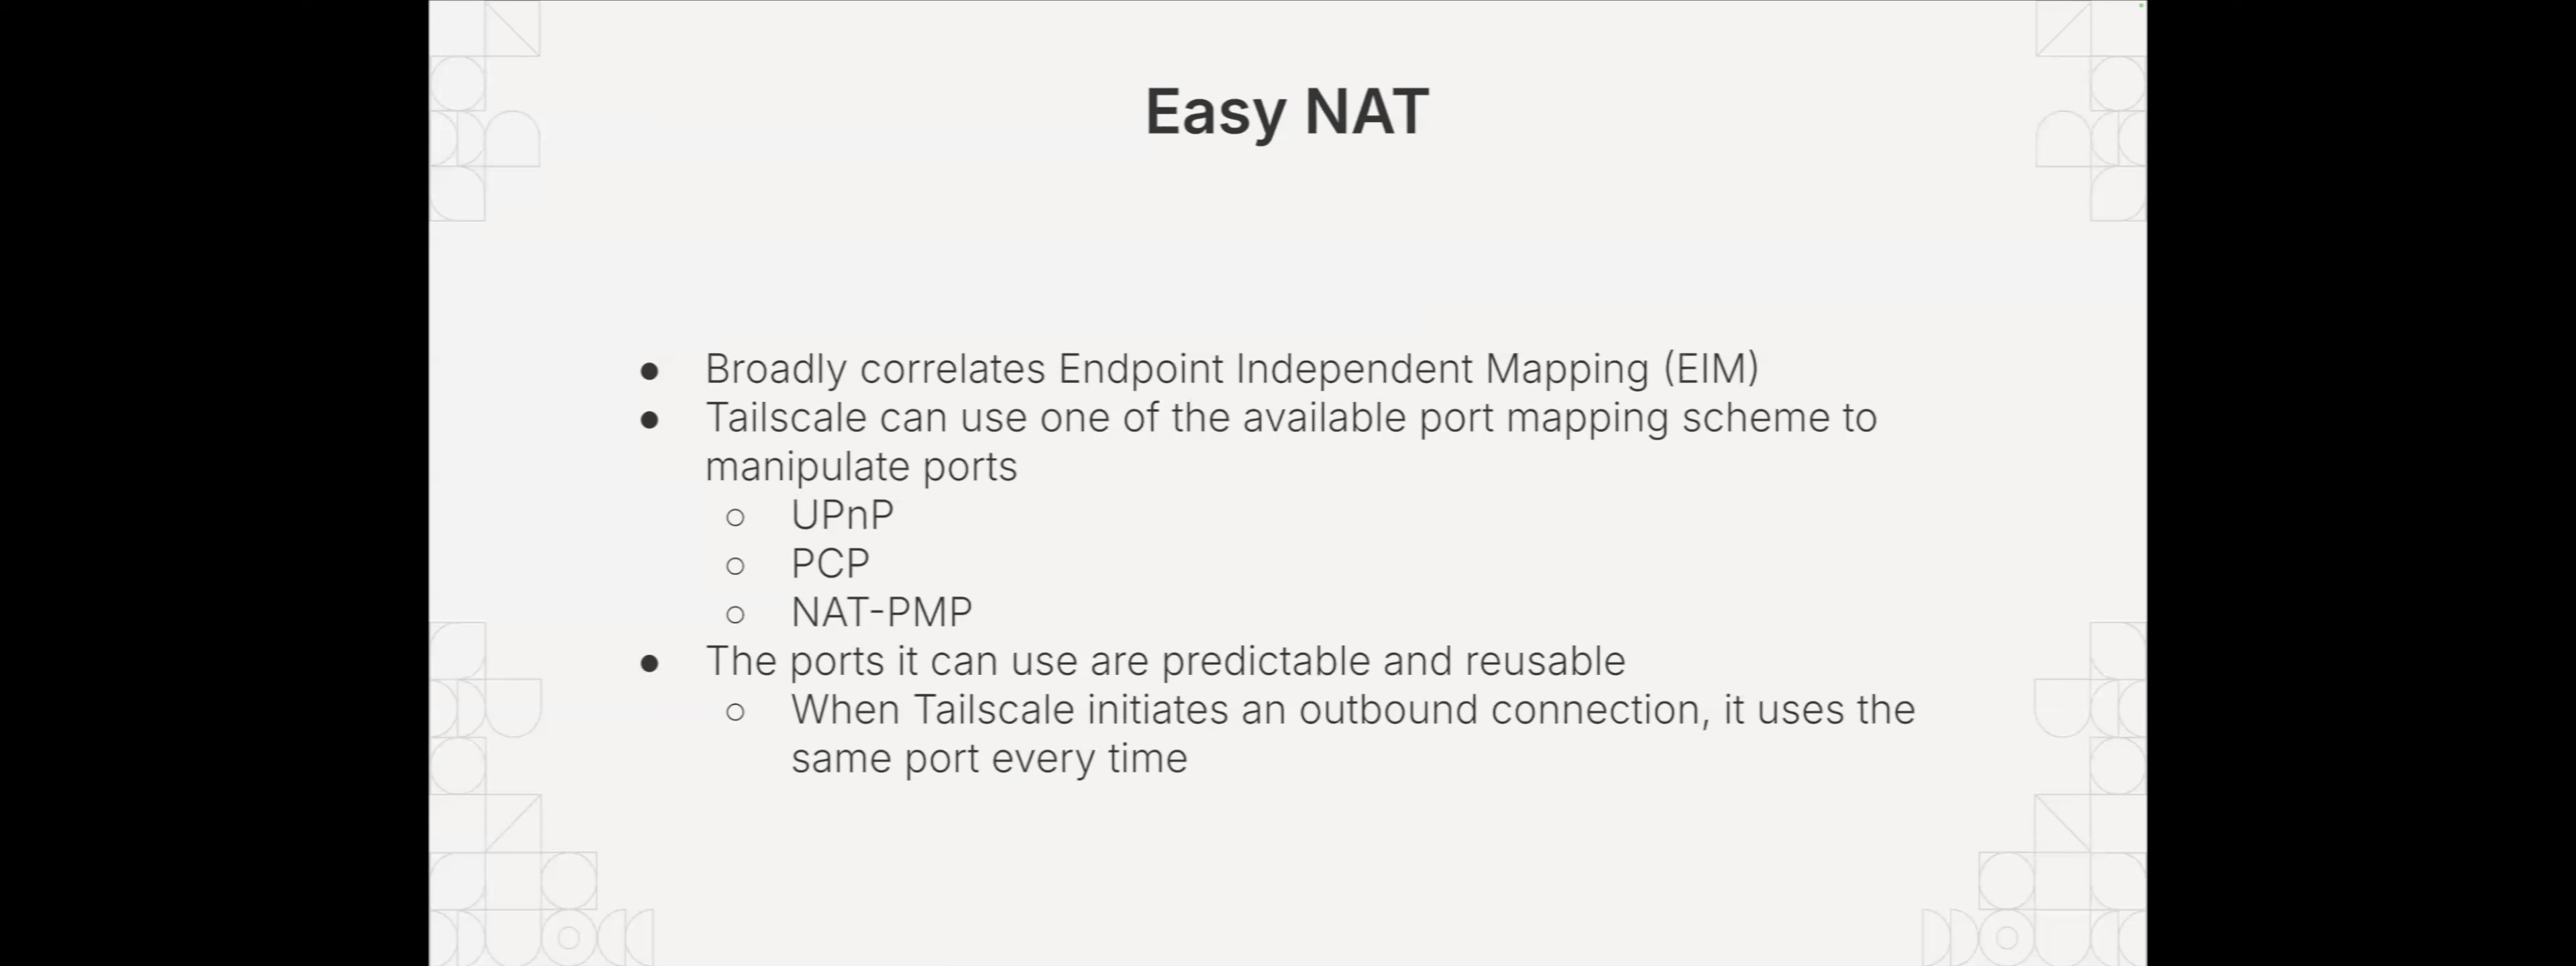 Easy NAT
● Broadly correlates Endpoint Independent Mapping (EIM)
● Tailscale can use one of the available port mapping scheme to
manipulate ports
○ UPnP
○ PCP
○ NAT-PMP
● The ports it can use are predictable and reusable
○ When Tailscale initiates an outbound connection, it uses the
same port every time